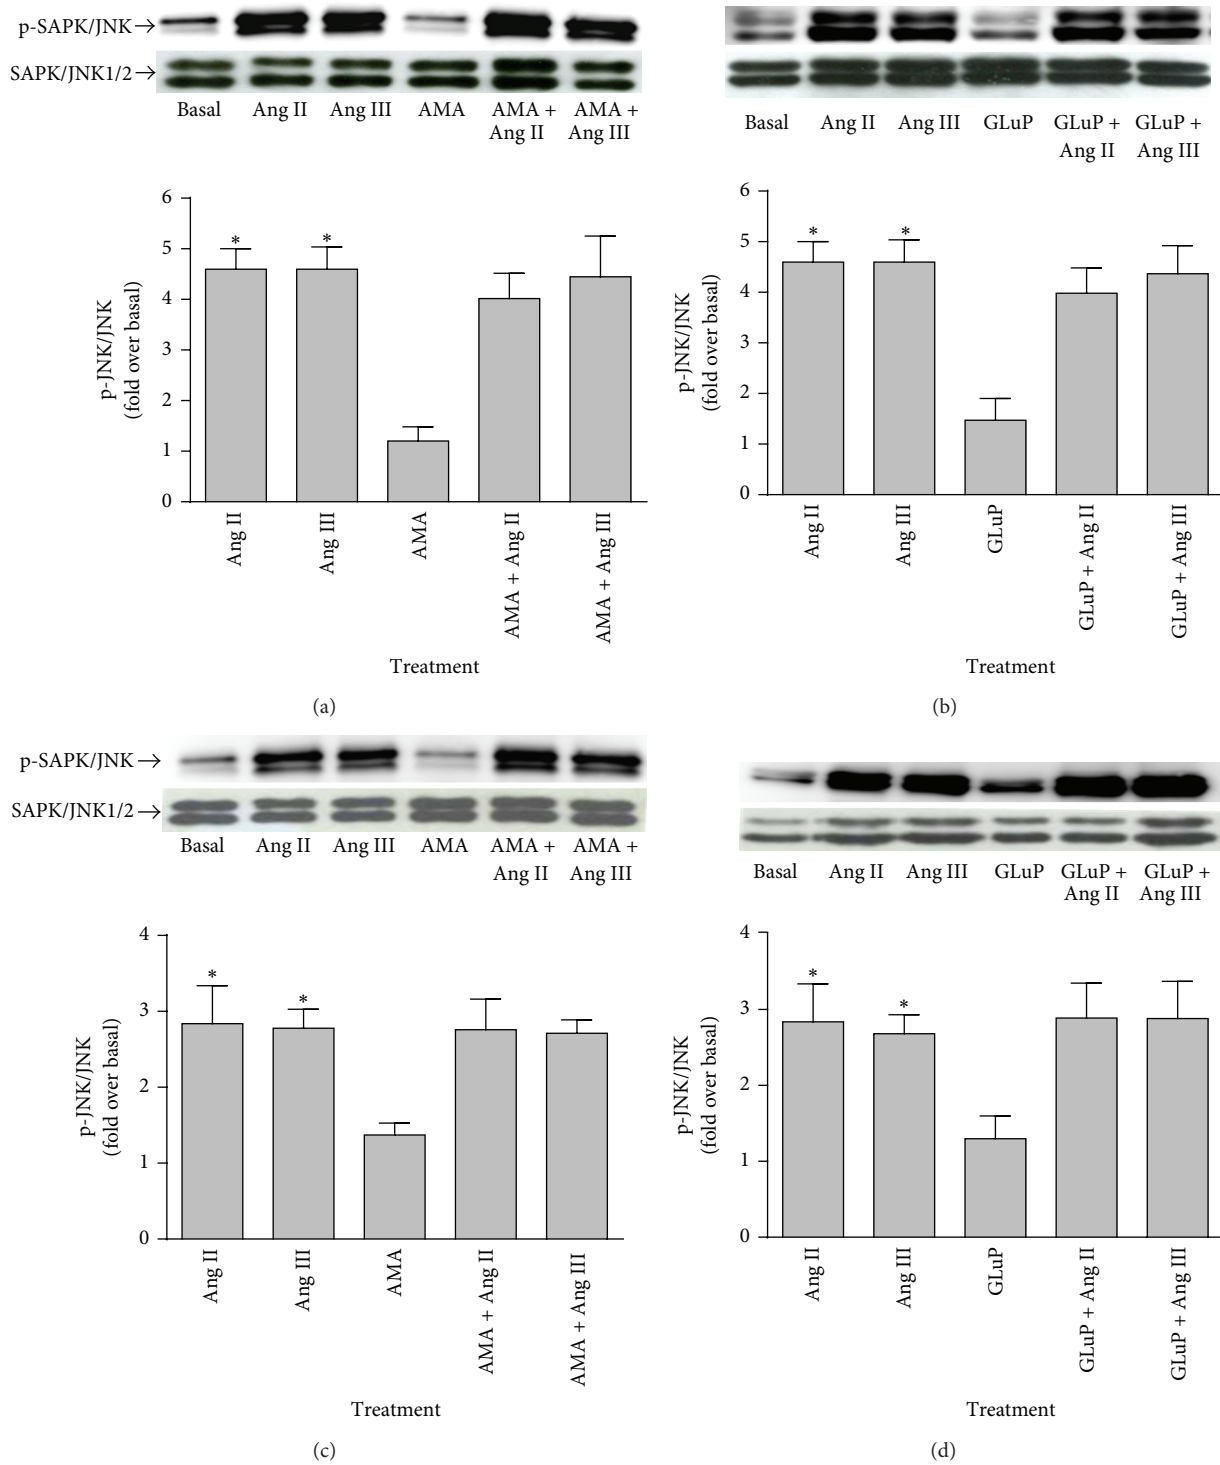 p-SAPK/JNK →
SAPK/JNK1/2 →
Basal Ang II Ang III AMA AMA + Ang II AMA + Ang III
p-JNK/JNK
(fold over basal)
6
5
4
3
2
1
0
* *
Ang II
Ang III
AMA
AMA + Ang II
AMA + Ang III
Treatment
(a)
Basal Ang II Ang III GLuP GLuP + Ang II GLuP + Ang III
p-JNK/JNK
(fold over basal)
6
5
4
3
2
1
0
* *
Ang II
Ang III
GLuP
GLuP + Ang II
GLuP + Ang III
Treatment
(b)
p-SAPK/JNK →
SAPK/JNK1/2 →
Basal Ang II Ang III AMA AMA + Ang II AMA + Ang III
p-JNK/JNK
(fold over basal)
4
3
2
1
0
* *
Ang II
Ang III
AMA
AMA + Ang II
AMA + Ang III
Treatment
(c)
Basal Ang II Ang III GLuP GLuP + Ang II GLuP + Ang III
p-JNK/JNK
(fold over basal)
4
3
2
1
0
* *
Ang II
Ang III
GLuP
GLuP + Ang II
GLuP + Ang III
Treatment
(d)